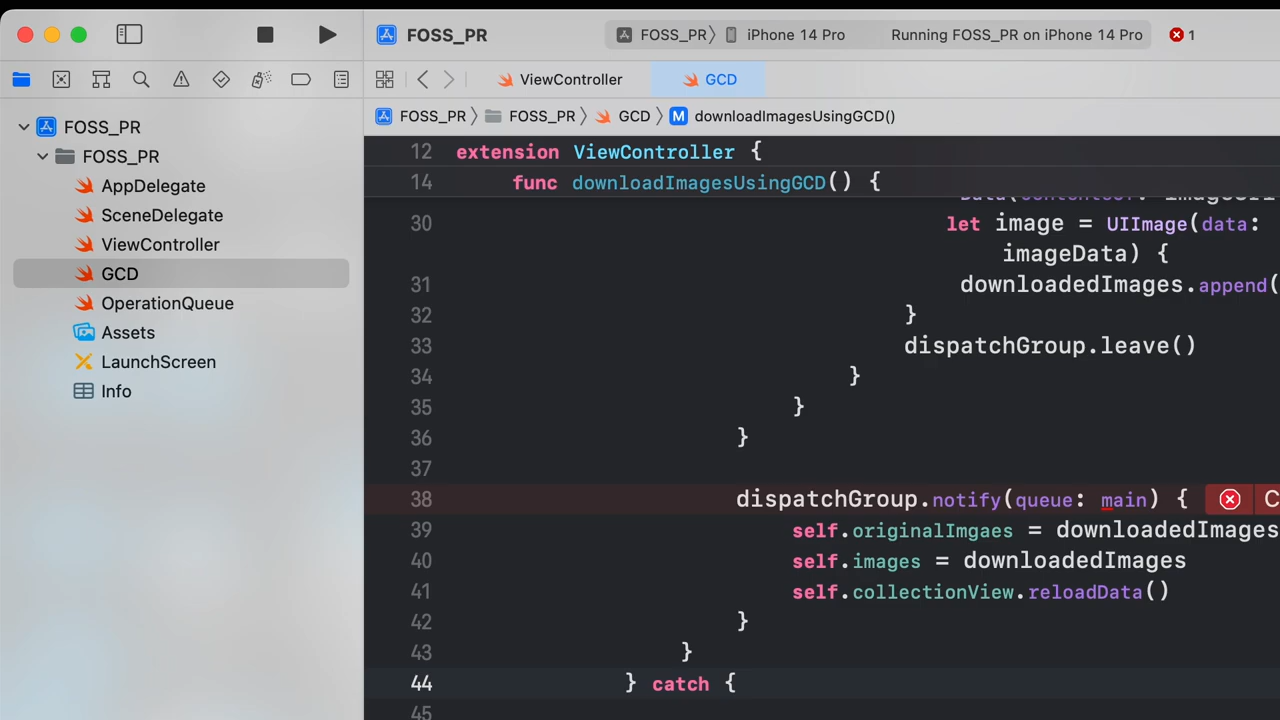 FOSS_PR
FOSS_PR
iPhone 14 Pro
Running FOSS_PR on iPhone 14 Pro
1
ViewController
GCD
FOSS_PR
FOSS_PR
GCD
M
downloadImagesUsingGCD()
FOSS_PR
FOSS_PR
AppDelegate
SceneDelegate
ViewController
GCD
OperationQueue
Assets
LaunchScreen
Info
12 extension ViewController {
14 func downloadImagesUsingGCD() {
30 let image = UIImage(data:
imageData) {
31 downloadedImages.append(
32 }
33 dispatchGroup.leave()
34 }
35 }
36 }
37
38 dispatchGroup.notify(queue: main) { C
39 self.originalImgaes = downloadedImages
40 self.images = downloadedImages
41 self.collectionView.reloadData()
42 }
43 }
44 } catch {
45